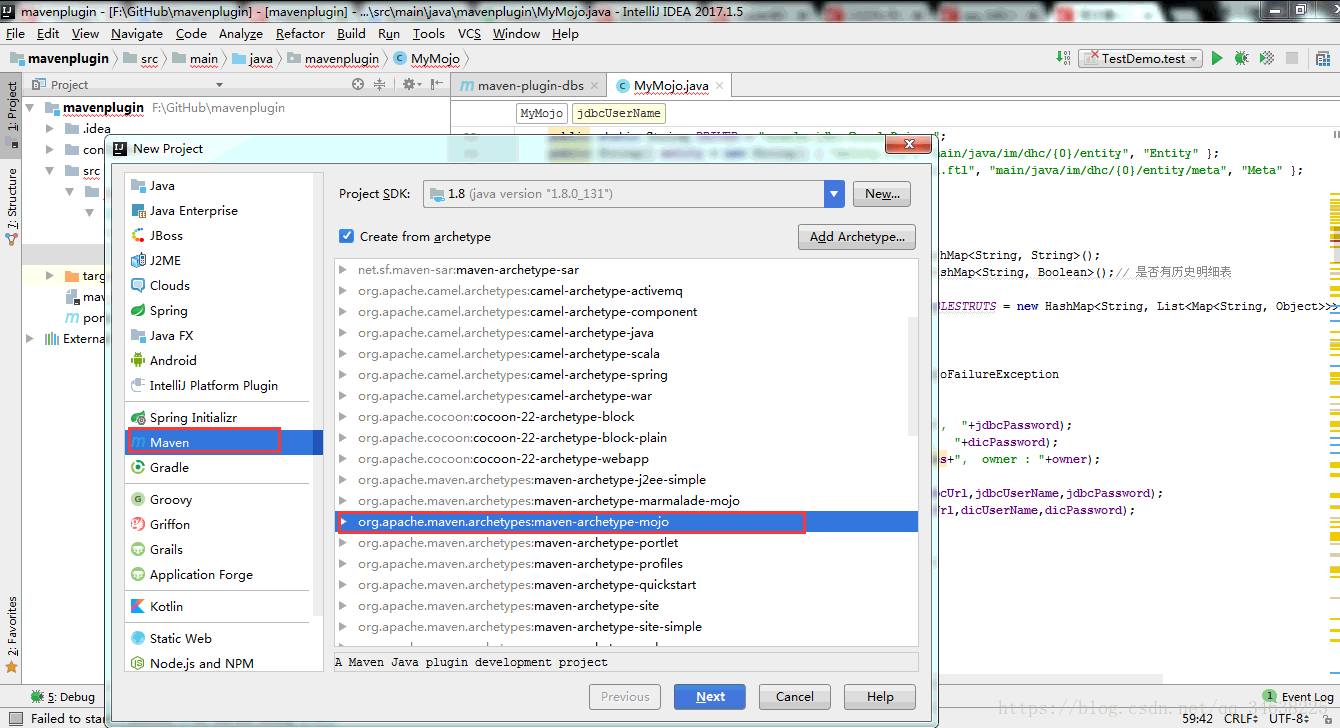 mavenplugin - [F:\GitHub\mavenplugin] - [mavenplugin] - ...\src\main\java\mavenplugin\MyMojo.java - IntelliJ IDEA 2017.1.5
File Edit View Navigate Code Analyze Refactor Build Run Tools VCS Window Help
mavenplugin src main java mavenplugin MyMojo TestDemo.test
Project maven-plugin-dbs MyMojo.java
1: Project
7: Structure
2: Favorites
mavenplugin F:\GitHub\mavenplugin
MyMojo jdbcUserName
.idea
con
src
targ
mav
pon
Externa
main/java/im/dhc/{0}/entity", "Entity" };
.ftl", "main/java/im/dhc/{0}/entity/meta", "Meta" };
hMap<String, String>();
shMap<String, Boolean>();// 是否有历史明细表
BLESTRUTS = new HashMap<String, List<Map<String, Object>>>
oFailureException
, "+jdbcPassword);
"+dicPassword);
s+", owner : "+owner);
cUrl,jdbcUserName,jdbcPassword);
Url,dicUserName,dicPassword);
New Project
Java
Java Enterprise
JBoss
J2ME
Clouds
Spring
Java FX
Android
IntelliJ Platform Plugin
Spring Initializr
Maven
Gradle
Groovy
Griffon
Grails
Application Forge
Kotlin
Static Web
Node.js and NPM
Project SDK: 1.8 (java version "1.8.0_131") New...
Create from archetype Add Archetype...
net.sf.maven-sar:maven-archetype-sar
org.apache.camel.archetypes:camel-archetype-activemq
org.apache.camel.archetypes:camel-archetype-component
org.apache.camel.archetypes:camel-archetype-java
org.apache.camel.archetypes:camel-archetype-scala
org.apache.camel.archetypes:camel-archetype-spring
org.apache.camel.archetypes:camel-archetype-war
org.apache.cocoon:cocoon-22-archetype-block
org.apache.cocoon:cocoon-22-archetype-block-plain
org.apache.cocoon:cocoon-22-archetype-webapp
org.apache.maven.archetypes:maven-archetype-j2ee-simple
org.apache.maven.archetypes:maven-archetype-marmalade-mojo
org.apache.maven.archetypes:maven-archetype-mojo
org.apache.maven.archetypes:maven-archetype-portlet
org.apache.maven.archetypes:maven-archetype-profiles
org.apache.maven.archetypes:maven-archetype-quickstart
org.apache.maven.archetypes:maven-archetype-site
org.apache.maven.archetypes:maven-archetype-site-simple
A Maven Java plugin development project
Previous Next Cancel Help
5: Debug 1 Event Log
Failed to star 59:42 CRLF UTF-8